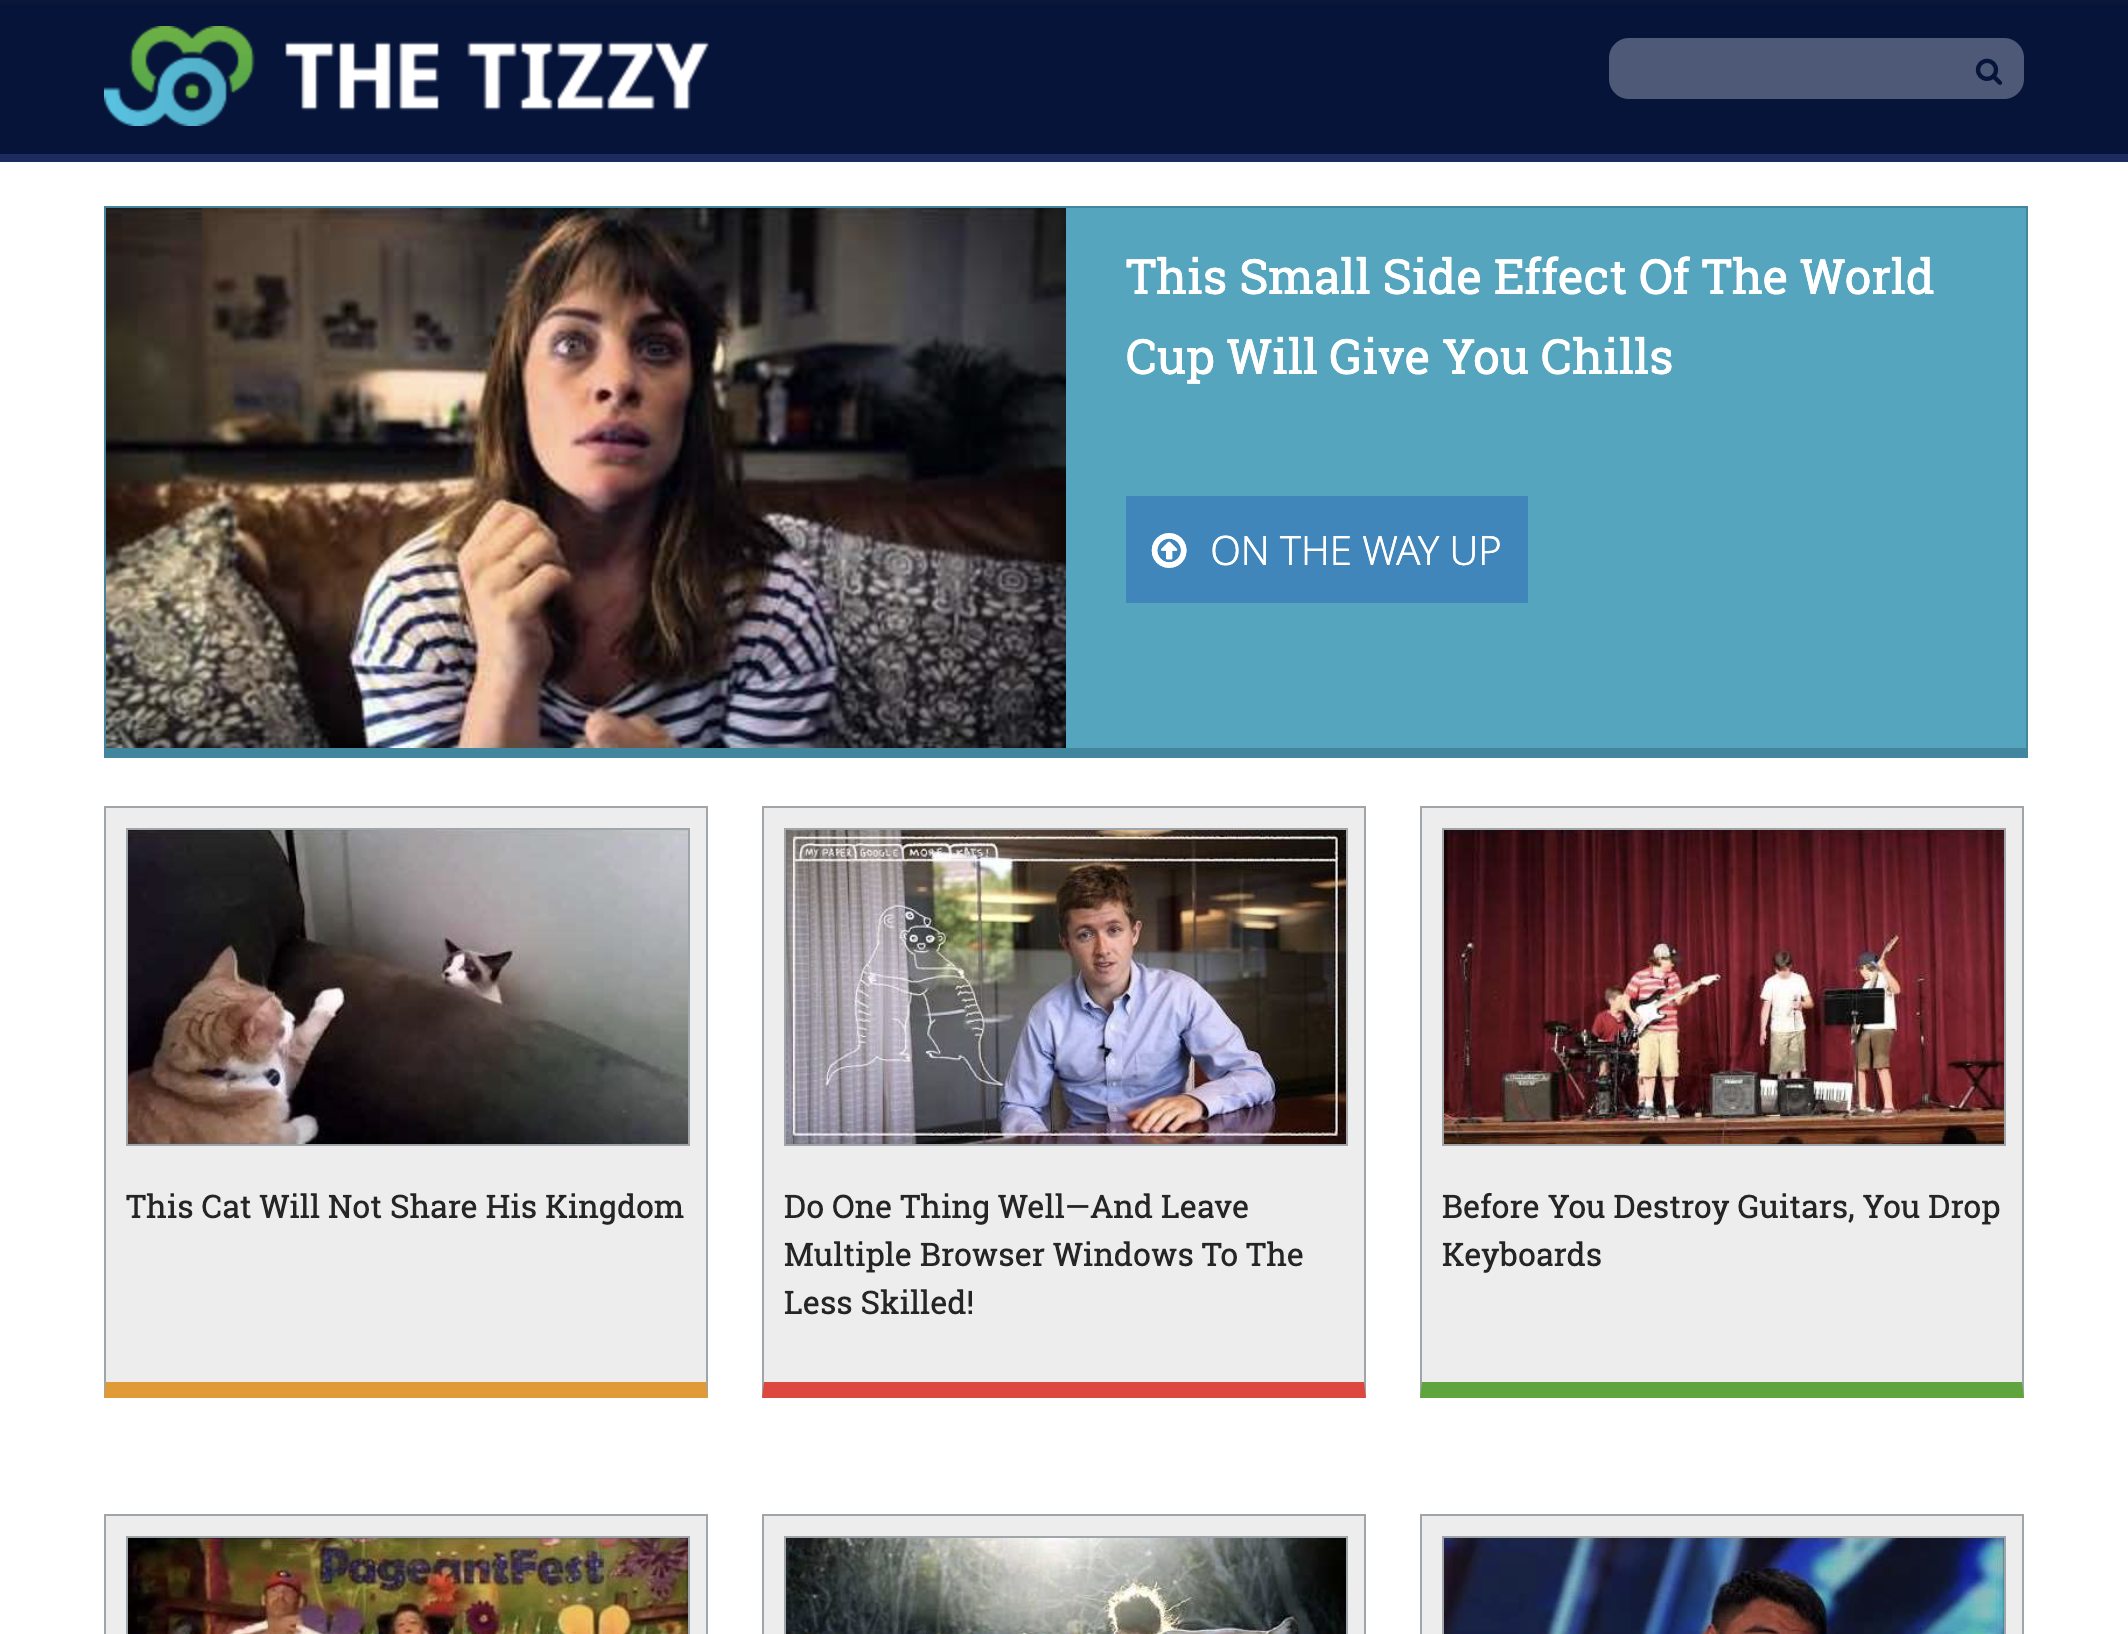 THE TIZZY
This Small Side Effect Of The World
Cup Will Give You Chills
ON THE WAY UP
MY PAPER GOOGLE MORE KATS!
This Cat Will Not Share His Kingdom
Do One Thing Well—And Leave
Multiple Browser Windows To The
Less Skilled!
Before You Destroy Guitars, You Drop
Keyboards
PageantFest